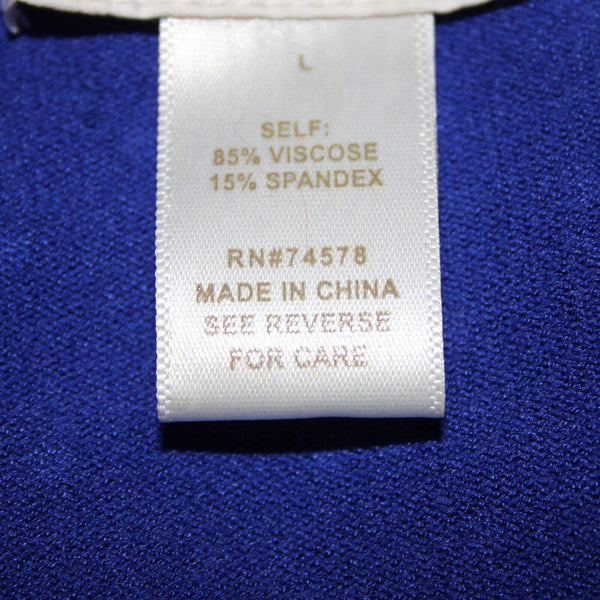 L
SELF:
85% VISCOSE
15% SPANDEX
RN#74578
MADE IN CHINA
SEE REVERSE
FOR CARE